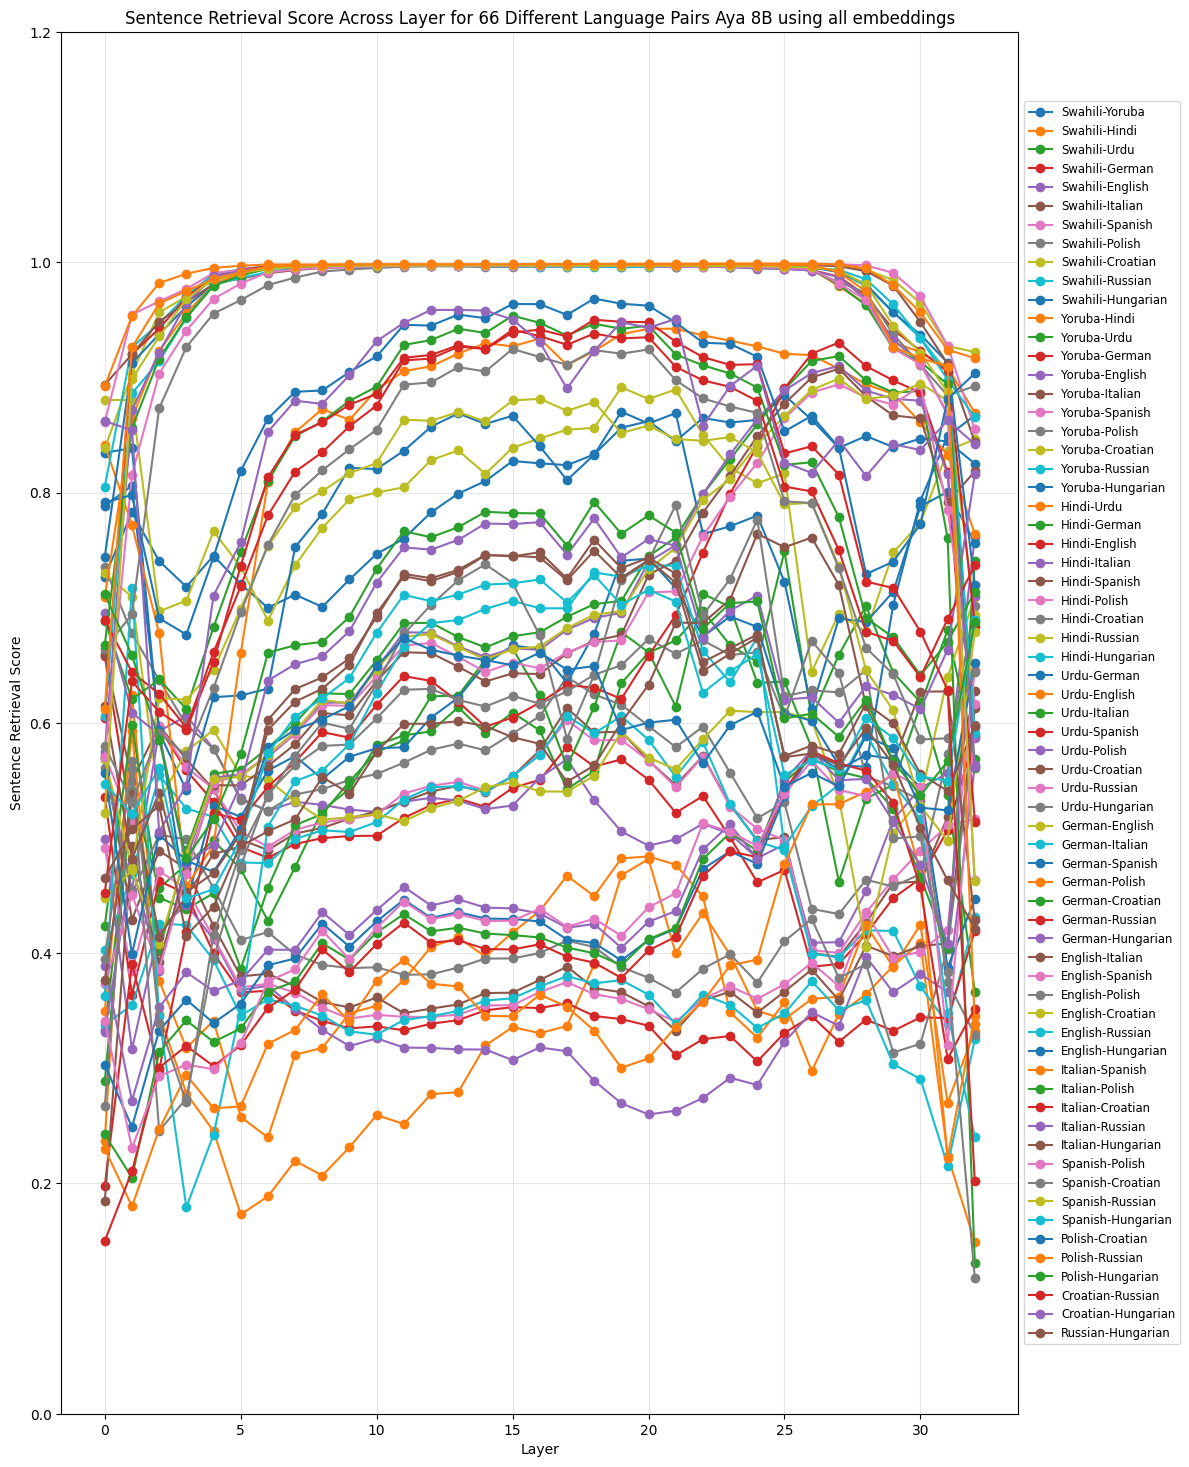 Sentence Retrieval Score Across Layer for 66 Different Language Pairs Aya 8B using all embeddings
1.2
1.0
0.8
0.6
0.4
0.2
0.0
Sentence Retrieval Score
0 5 10 15 20 25 30
Layer
Swahili-Yoruba
Swahili-Hindi
Swahili-Urdu
Swahili-German
Swahili-English
Swahili-Italian
Swahili-Spanish
Swahili-Polish
Swahili-Croatian
Swahili-Russian
Swahili-Hungarian
Yoruba-Hindi
Yoruba-Urdu
Yoruba-German
Yoruba-English
Yoruba-Italian
Yoruba-Spanish
Yoruba-Polish
Yoruba-Croatian
Yoruba-Russian
Yoruba-Hungarian
Hindi-Urdu
Hindi-German
Hindi-English
Hindi-Italian
Hindi-Spanish
Hindi-Polish
Hindi-Croatian
Hindi-Russian
Hindi-Hungarian
Urdu-German
Urdu-English
Urdu-Italian
Urdu-Spanish
Urdu-Polish
Urdu-Croatian
Urdu-Russian
Urdu-Hungarian
German-English
German-Italian
German-Spanish
German-Polish
German-Croatian
German-Russian
German-Hungarian
English-Italian
English-Spanish
English-Polish
English-Croatian
English-Russian
English-Hungarian
Italian-Spanish
Italian-Polish
Italian-Croatian
Italian-Russian
Italian-Hungarian
Spanish-Polish
Spanish-Croatian
Spanish-Russian
Spanish-Hungarian
Polish-Croatian
Polish-Russian
Polish-Hungarian
Croatian-Russian
Croatian-Hungarian
Russian-Hungarian